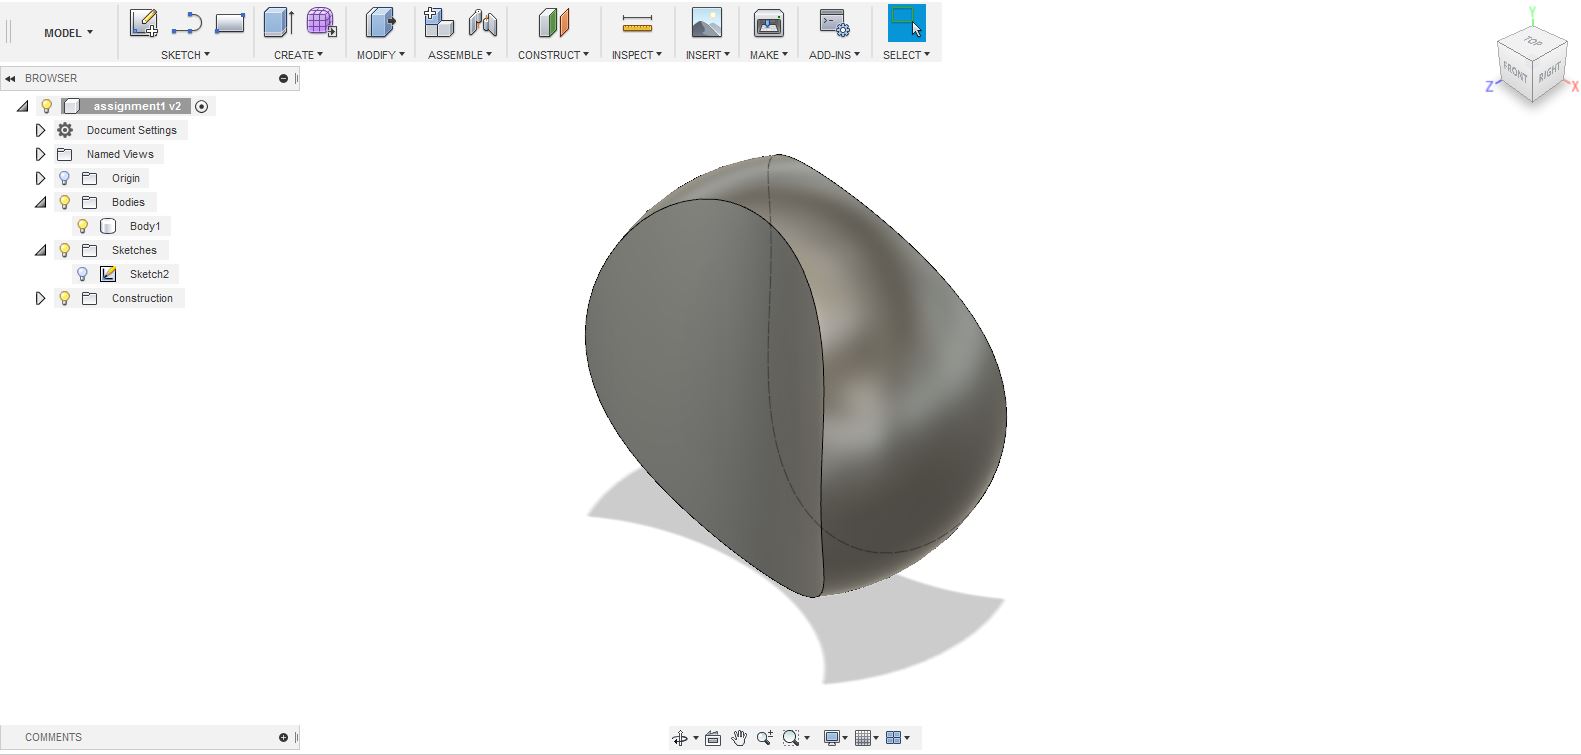 MODEL
SKETCH
CREATE
MODIFY
ASSEMBLE
CONSTRUCT
INSPECT
INSERT
MAKE
ADD-INS
SELECT
BROWSER
assignment1 v2
Document Settings
Named Views
Origin
Bodies
Body1
Sketches
Sketch2
Construction
Y
TOP
FRONT
RIGHT
Z
X
COMMENTS